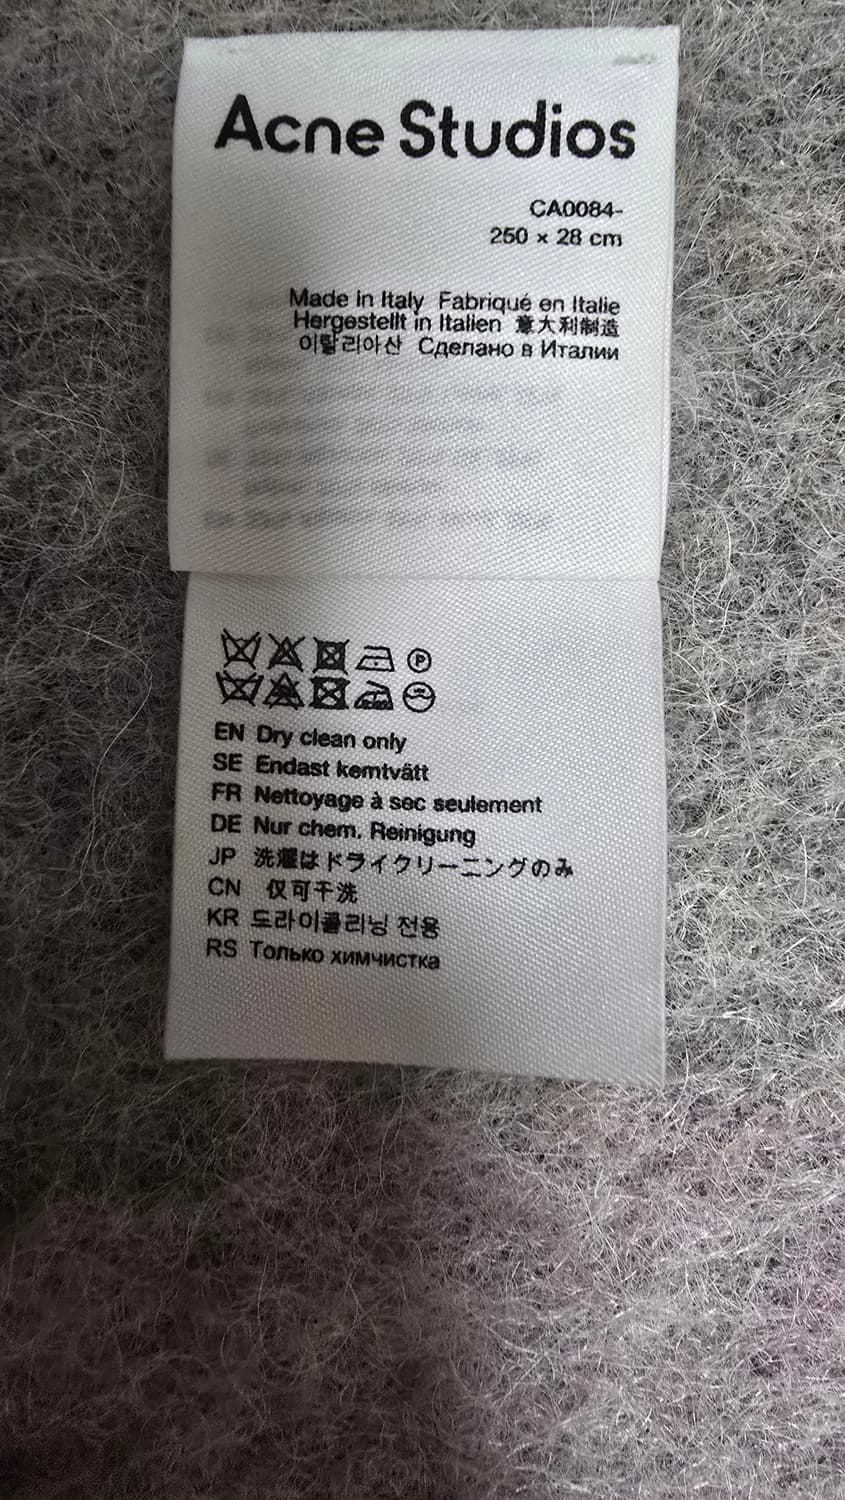 Acne Studios
CA0084-
250 × 28 cm
Made in Italy Fabriqué en Italie
Hergestellt in Italien 意大利制造
이탈리아산 Сделано в Италии
P
EN Dry clean only
SE Endast kemtvätt
FR Nettoyage à sec seulement
DE Nur chem. Reinigung
JP 洗濯はドライクリーニングのみ
CN 仅可干洗
KR 드라이클리닝 전용
RS Только химчистка